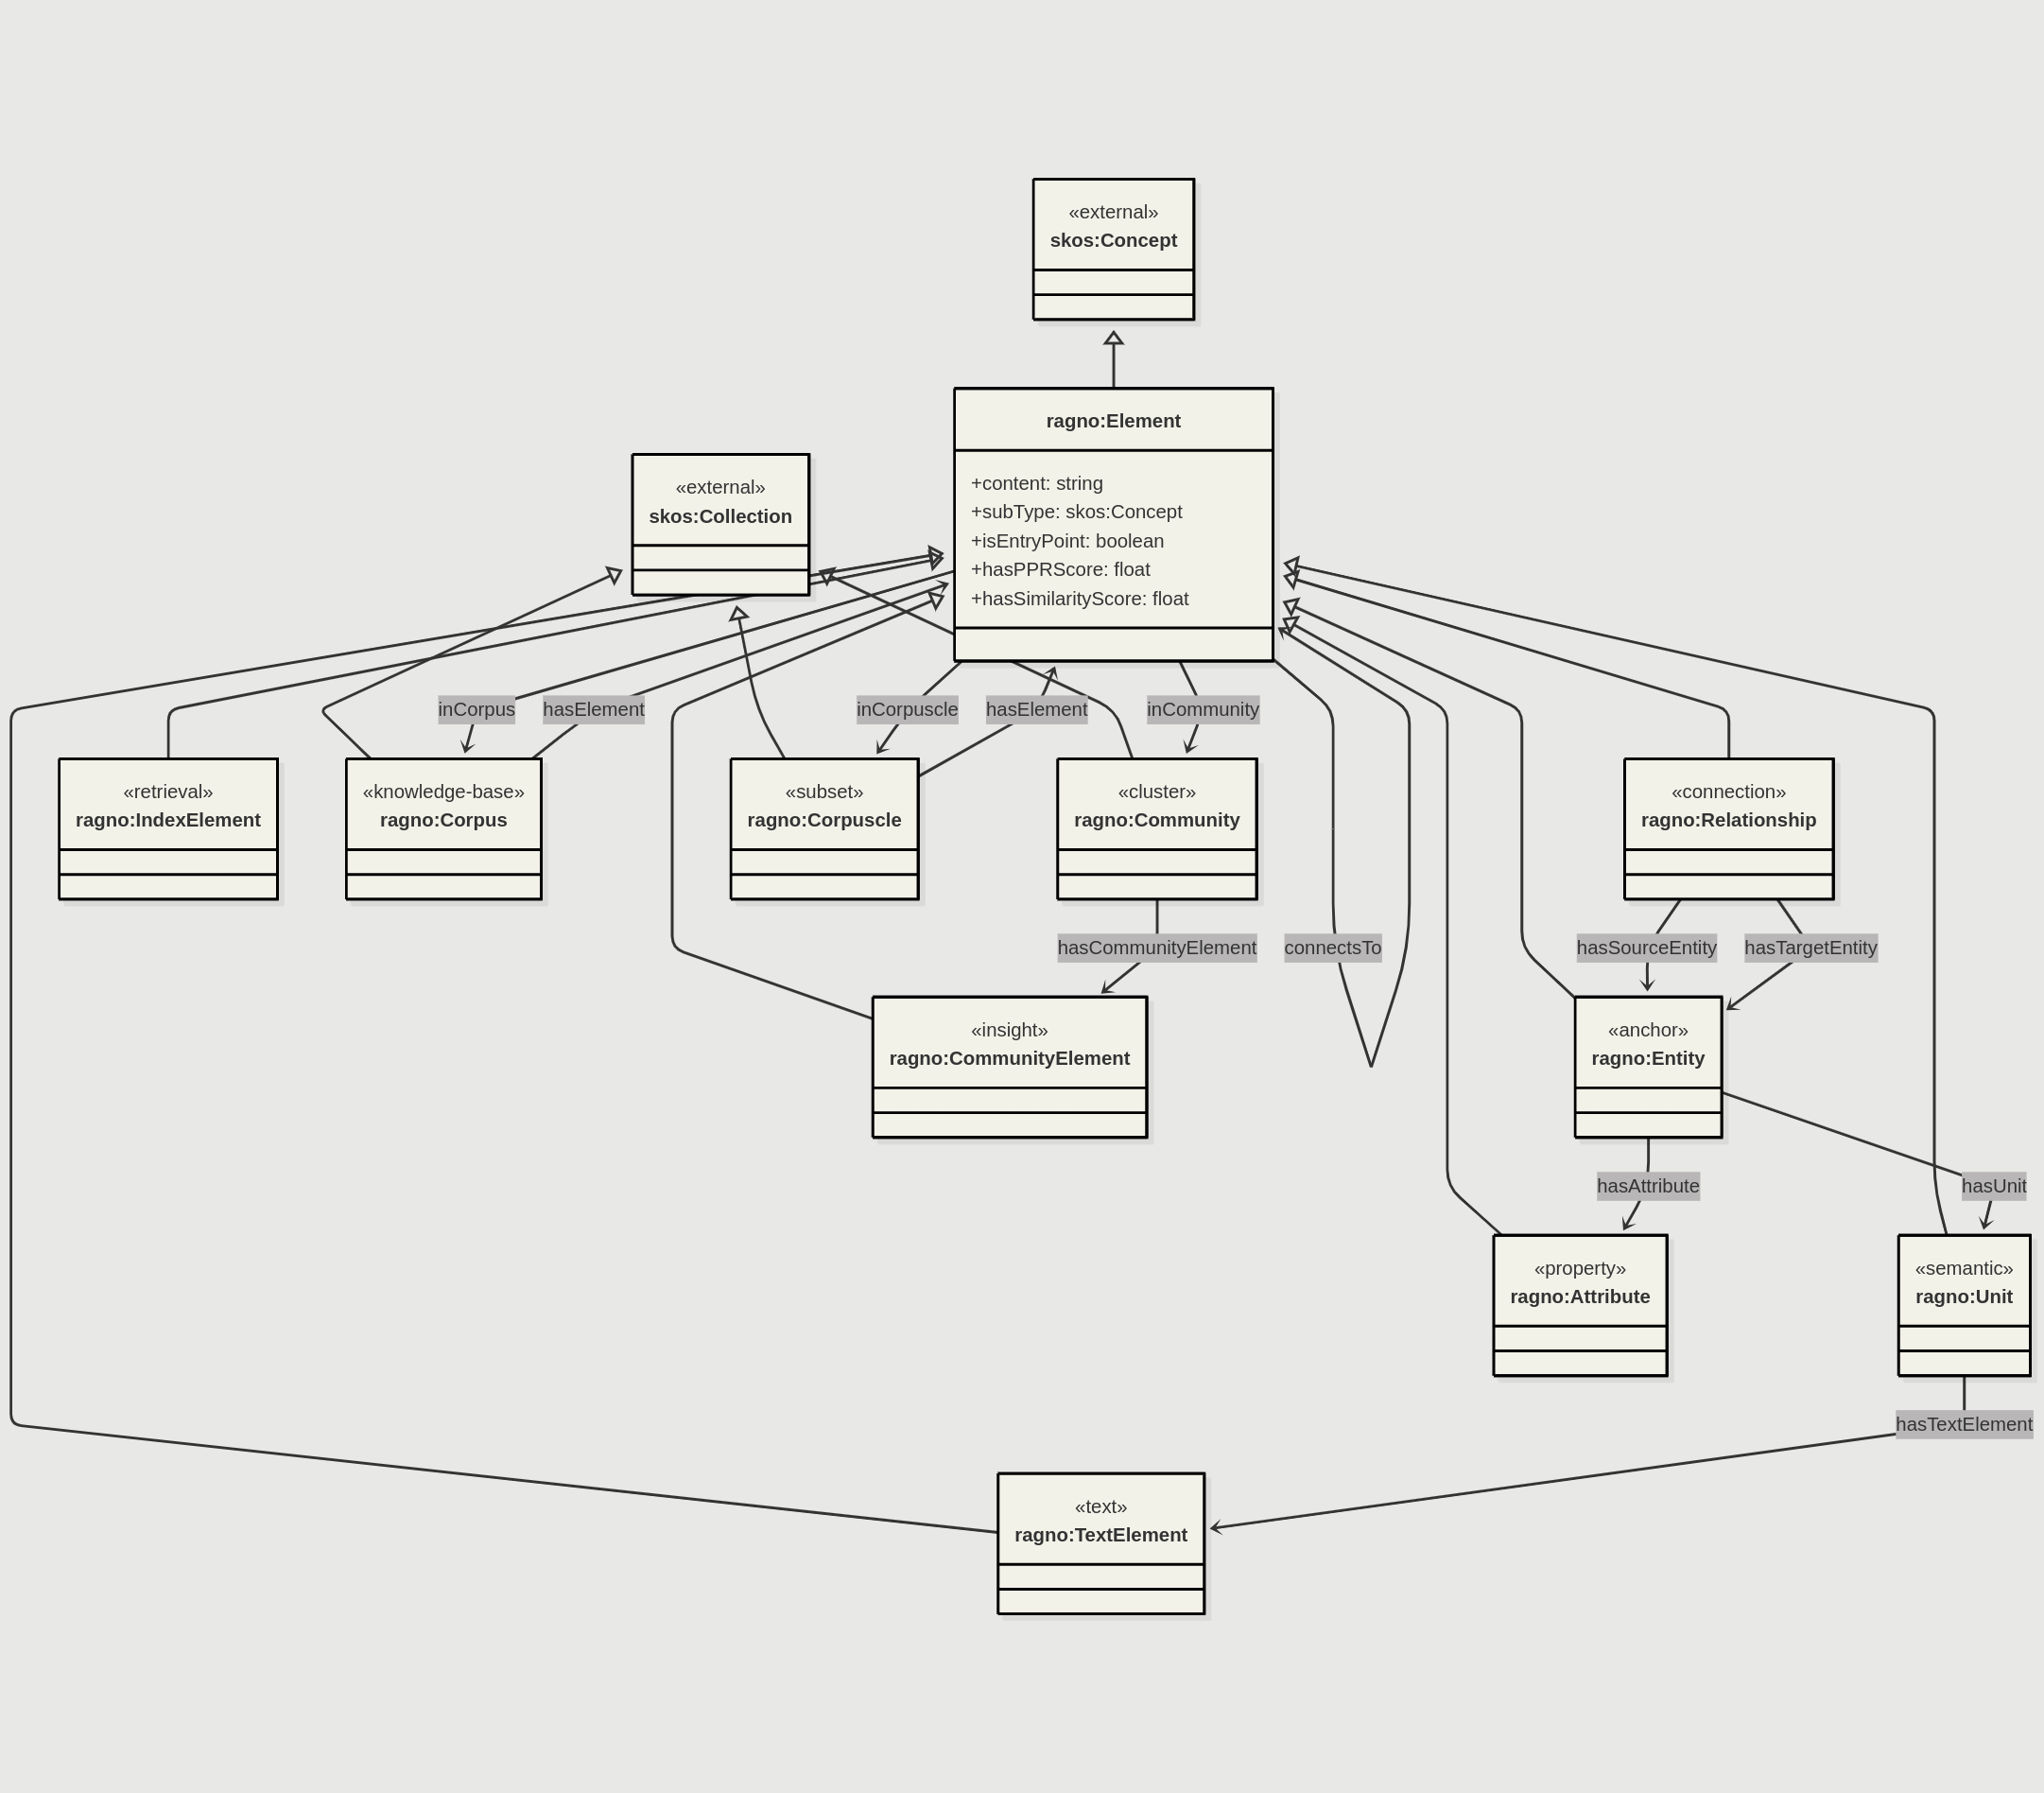 «external»
skos:Concept
ragno:Element
+content: string
+subType: skos:Concept
+isEntryPoint: boolean
+hasPPRScore: float
+hasSimilarityScore: float
«external»
skos:Collection
inCorpus
hasElement
inCorpuscle
hasElement
inCommunity
«retrieval»
ragno:IndexElement
«knowledge-base»
ragno:Corpus
«subset»
ragno:Corpuscle
«cluster»
ragno:Community
«connection»
ragno:Relationship
hasCommunityElement
connectsTo
hasSourceEntity
hasTargetEntity
«insight»
ragno:CommunityElement
«anchor»
ragno:Entity
hasAttribute
hasUnit
«property»
ragno:Attribute
«semantic»
ragno:Unit
hasTextElement
«text»
ragno:TextElement